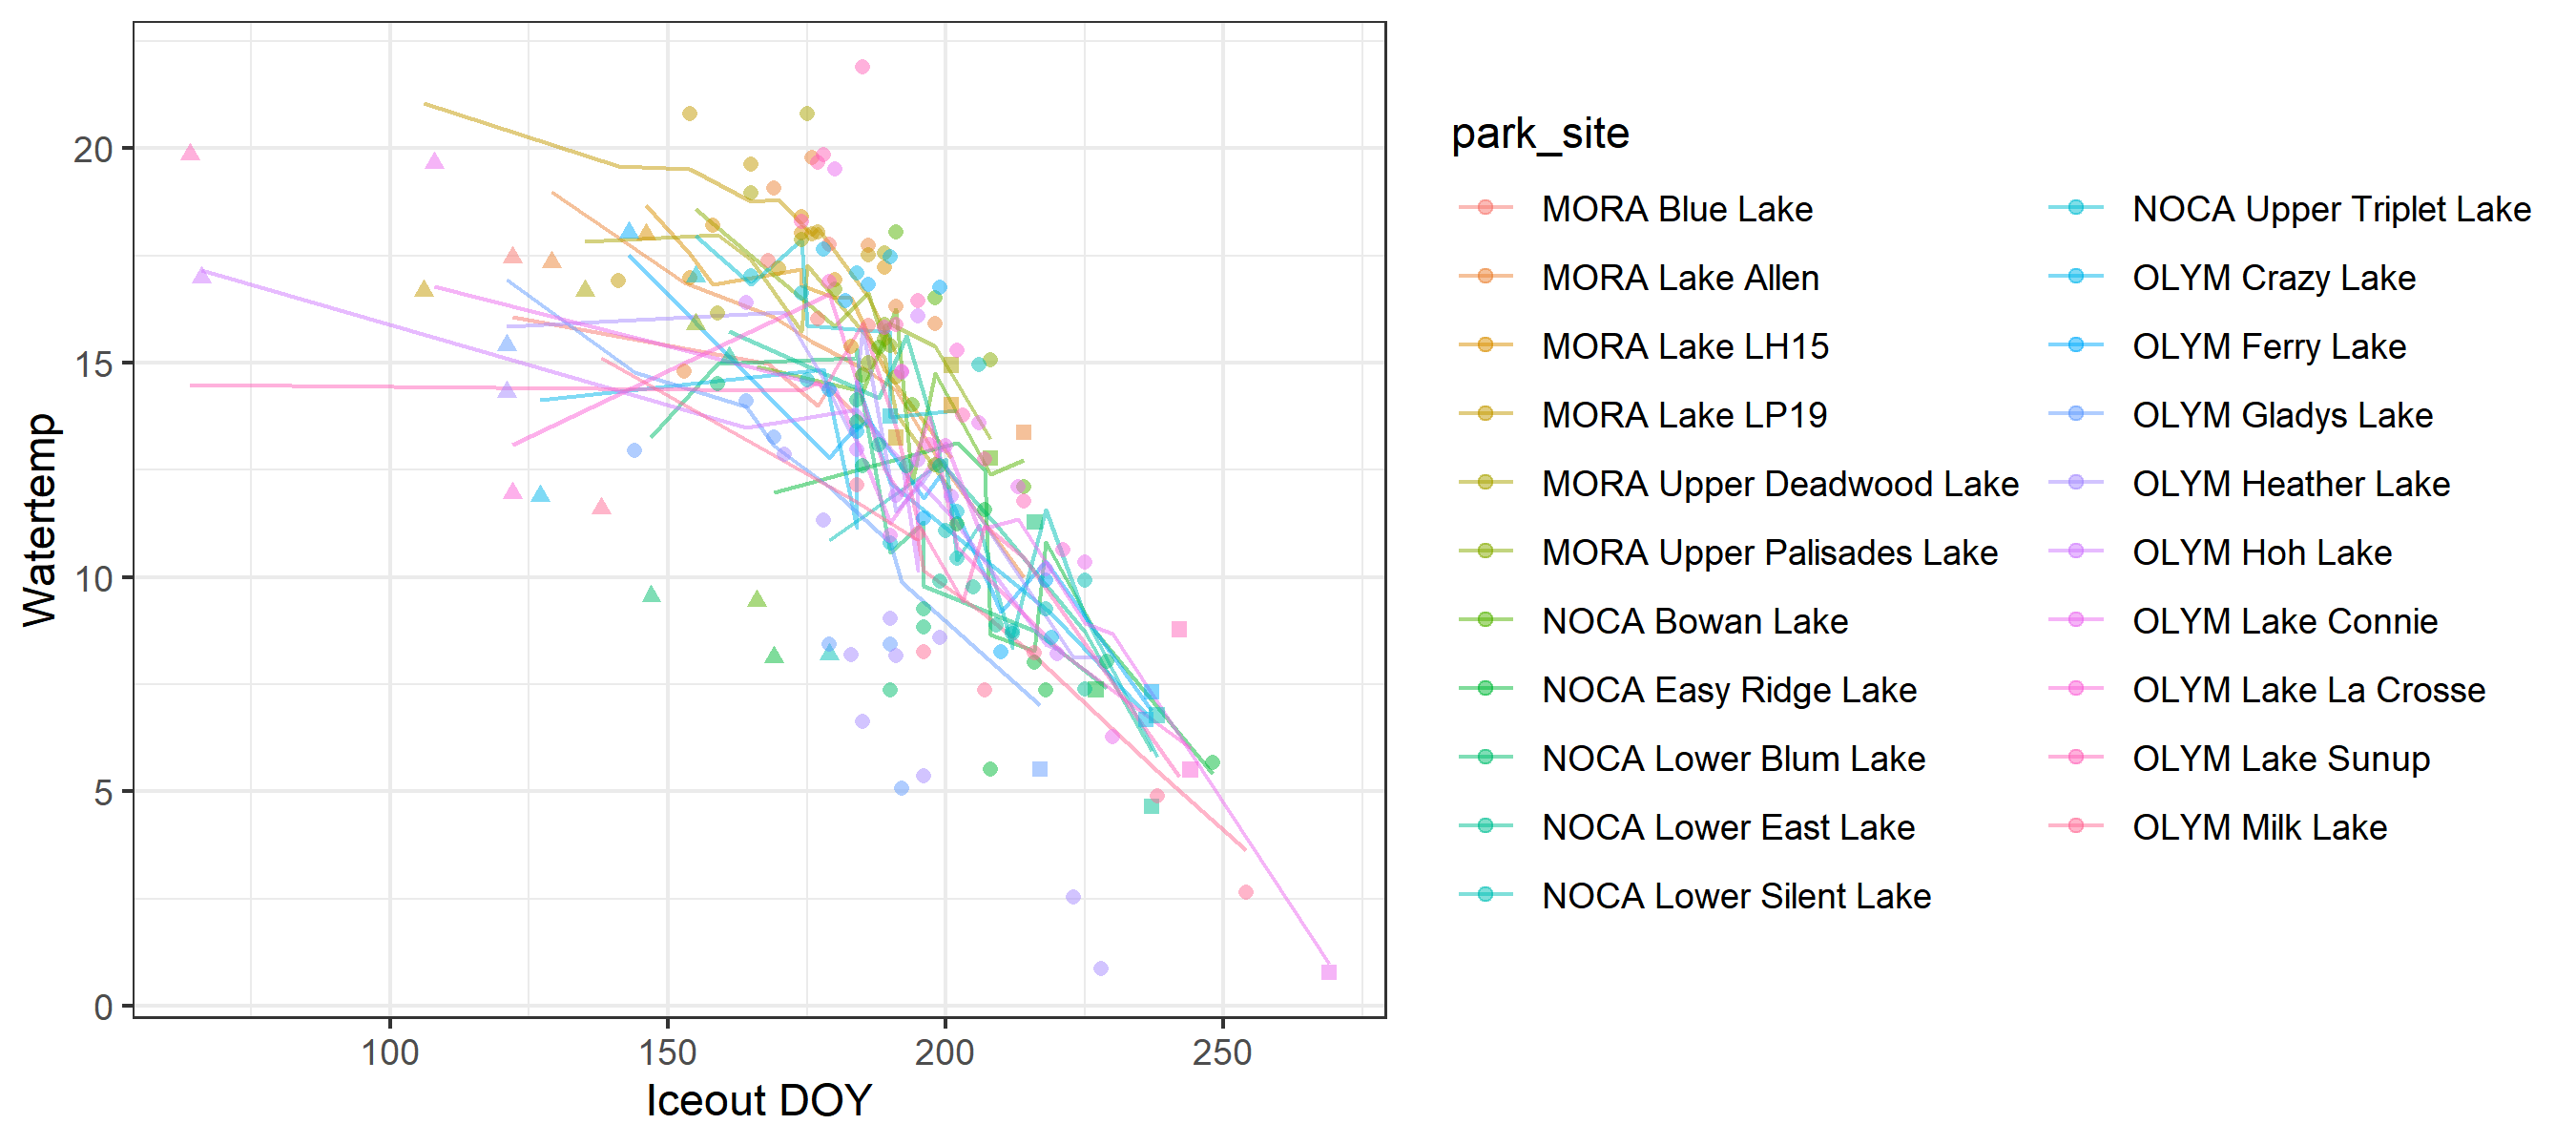 Watertemp
20
15
10
5
0
100
150
200
250
Iceout DOY
park_site
MORA Blue Lake
MORA Lake Allen
MORA Lake LH15
MORA Lake LP19
MORA Upper Deadwood Lake
MORA Upper Palisades Lake
NOCA Bowan Lake
NOCA Easy Ridge Lake
NOCA Lower Blum Lake
NOCA Lower East Lake
NOCA Lower Silent Lake
NOCA Upper Triplet Lake
OLYM Crazy Lake
OLYM Ferry Lake
OLYM Gladys Lake
OLYM Heather Lake
OLYM Hoh Lake
OLYM Lake Connie
OLYM Lake La Crosse
OLYM Lake Sunup
OLYM Milk Lake